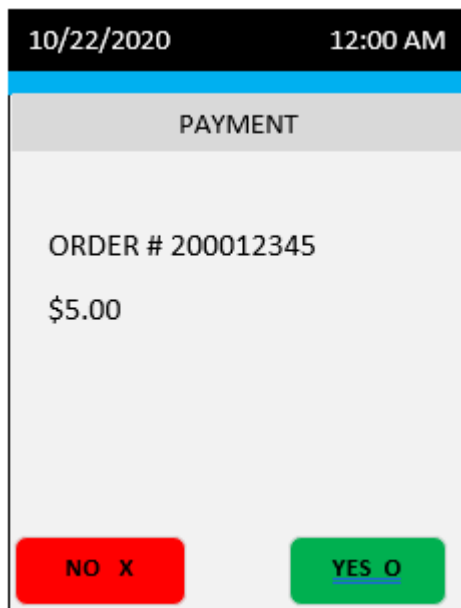 10/22/2020 12:00 AM
PAYMENT
ORDER # 200012345
$5.00
NO X YES O